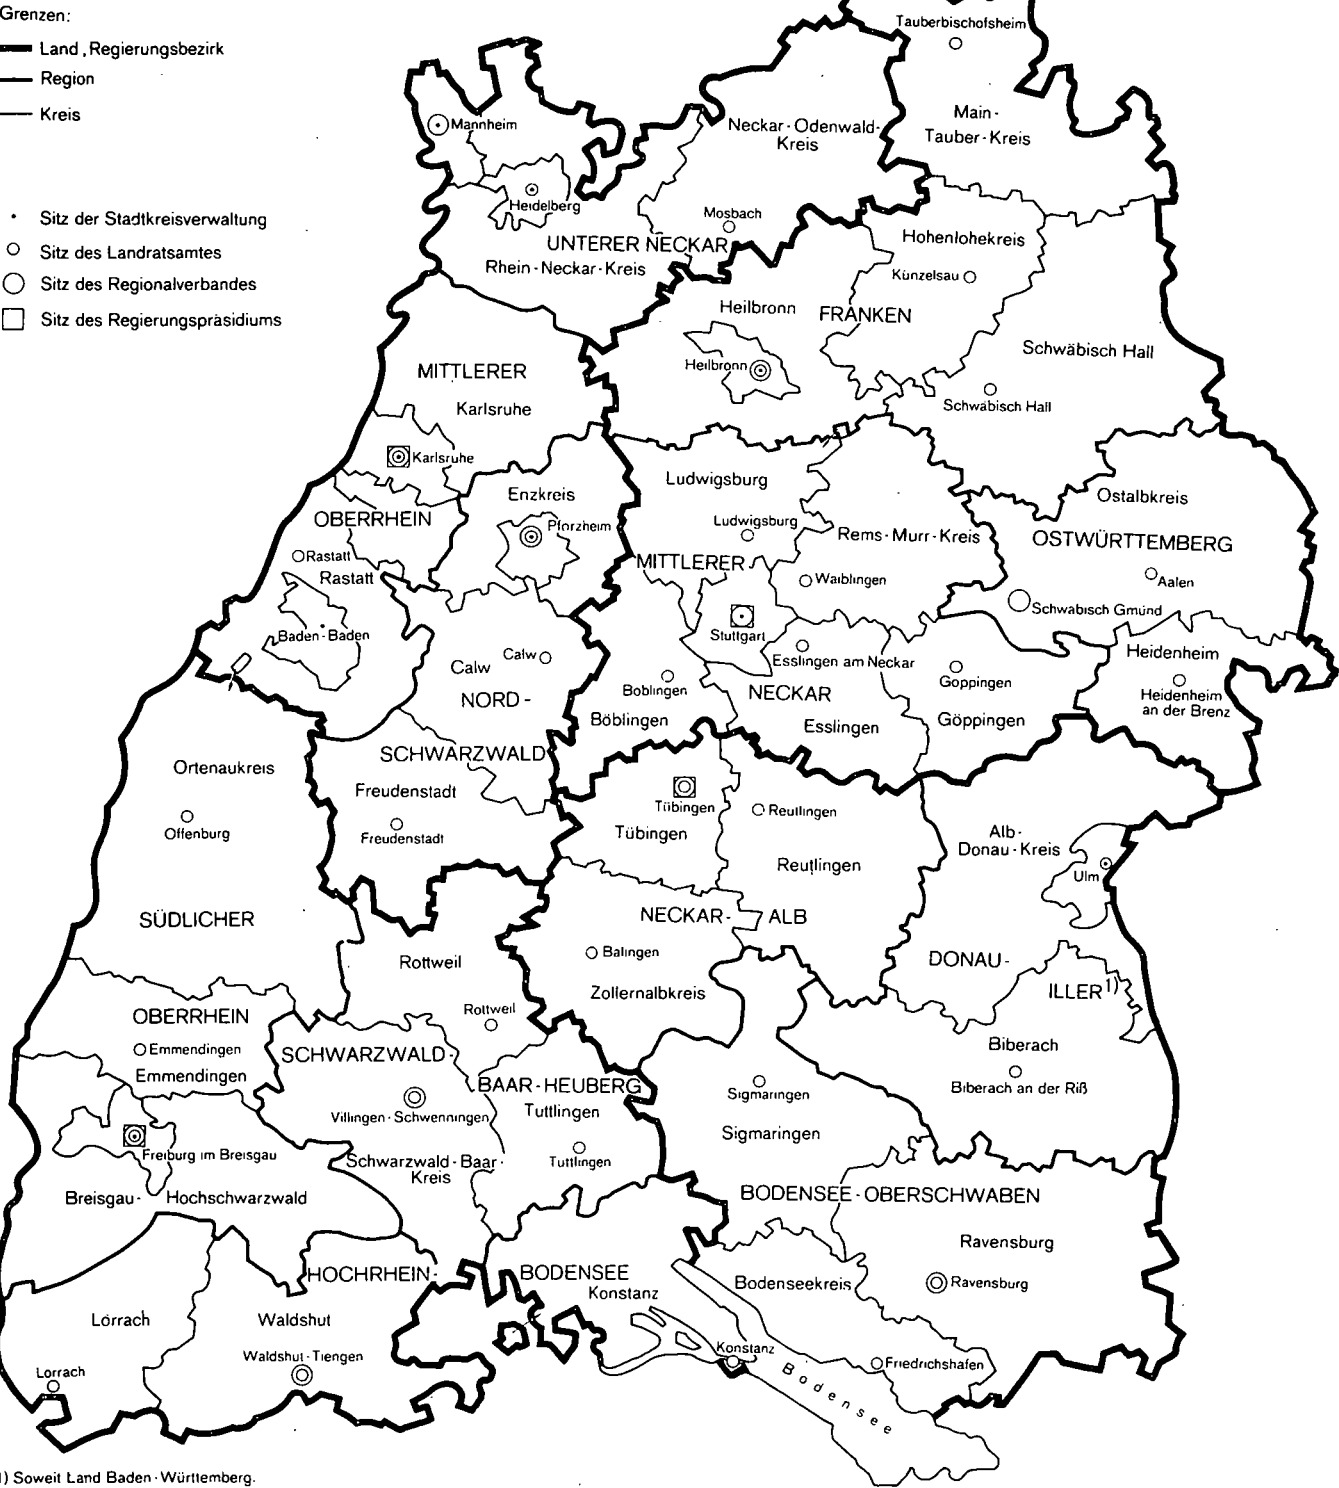 Grenzen:
Land, Regierungsbezirk
Region
Kreis
Sitz der Stadtkreisverwaltung
Sitz des Landratsamtes
Sitz des Regionalverbandes
Sitz des Regierungspräsidiums
Tauberbischofsheim
Main-
Tauber-Kreis
Mannheim
Neckar-Odenwald-
Kreis
Heidelberg
Mosbach
UNTERER NECKAR
Rhein-Neckar-Kreis
Hohenlohekreis
Künzelsau
Heilbronn
FRANKEN
Heilbronn
Schwäbisch Hall
Schwäbisch Hall
MITTLERER
Karlsruhe
Karlsruhe
OBERRHEIN
Rastatt
Rastatt
Baden-Baden
Enzkreis
Pforzheim
Ludwigsburg
Ludwigsburg
Rems-Murr-Kreis
MITTLERER
Waiblingen
Ostalbkreis
OSTWÜRTTEMBERG
Aalen
Schwäbisch Gmünd
Stuttgart
Esslingen am Neckar
Göppingen
Göppingen
Heidenheim
Heidenheim
an der Brenz
Calw
Calw
NORD-
SCHWARZWALD
Böblingen
Böblingen
NECKAR
Esslingen
Ortenaukreis
Offenburg
Freudenstadt
Freudenstadt
Tübingen
Tübingen
Reutlingen
Reutlingen
Alb-
Donau-Kreis
Ulm
SÜDLICHER
NECKAR-
ALB
Rottweil
Balingen
Zollernalbkreis
Rottweil
DONAU-
ILLER1)
OBERRHEIN
Emmendingen
Emmendingen
SCHWARZWALD-
BAAR-HEUBERG
Villingen-Schwenningen
Tuttlingen
Tuttlingen
Sigmaringen
Sigmaringen
Biberach
Biberach an der Riß
Freiburg im Breisgau
Schwarzwald-Baar-
Kreis
Breisgau-Hochschwarzwald
BODENSEE-OBERSCHWABEN
Ravensburg
Ravensburg
HOCHRHEIN-
BODENSEE
Konstanz
Bodenseekreis
Lörrach
Waldshut
Waldshut-Tiengen
Lörrach
Konstanz
Friedrichshafen
Bodensee
1) Soweit Land Baden-Württemberg.